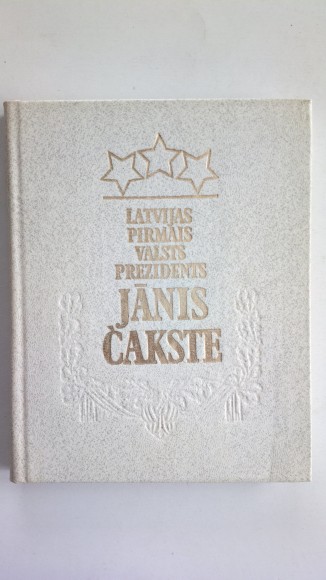 LATVIJAS
PIRMAIS
VALSTS
PREZIDENTS
JĀNIS
ČAKSTE